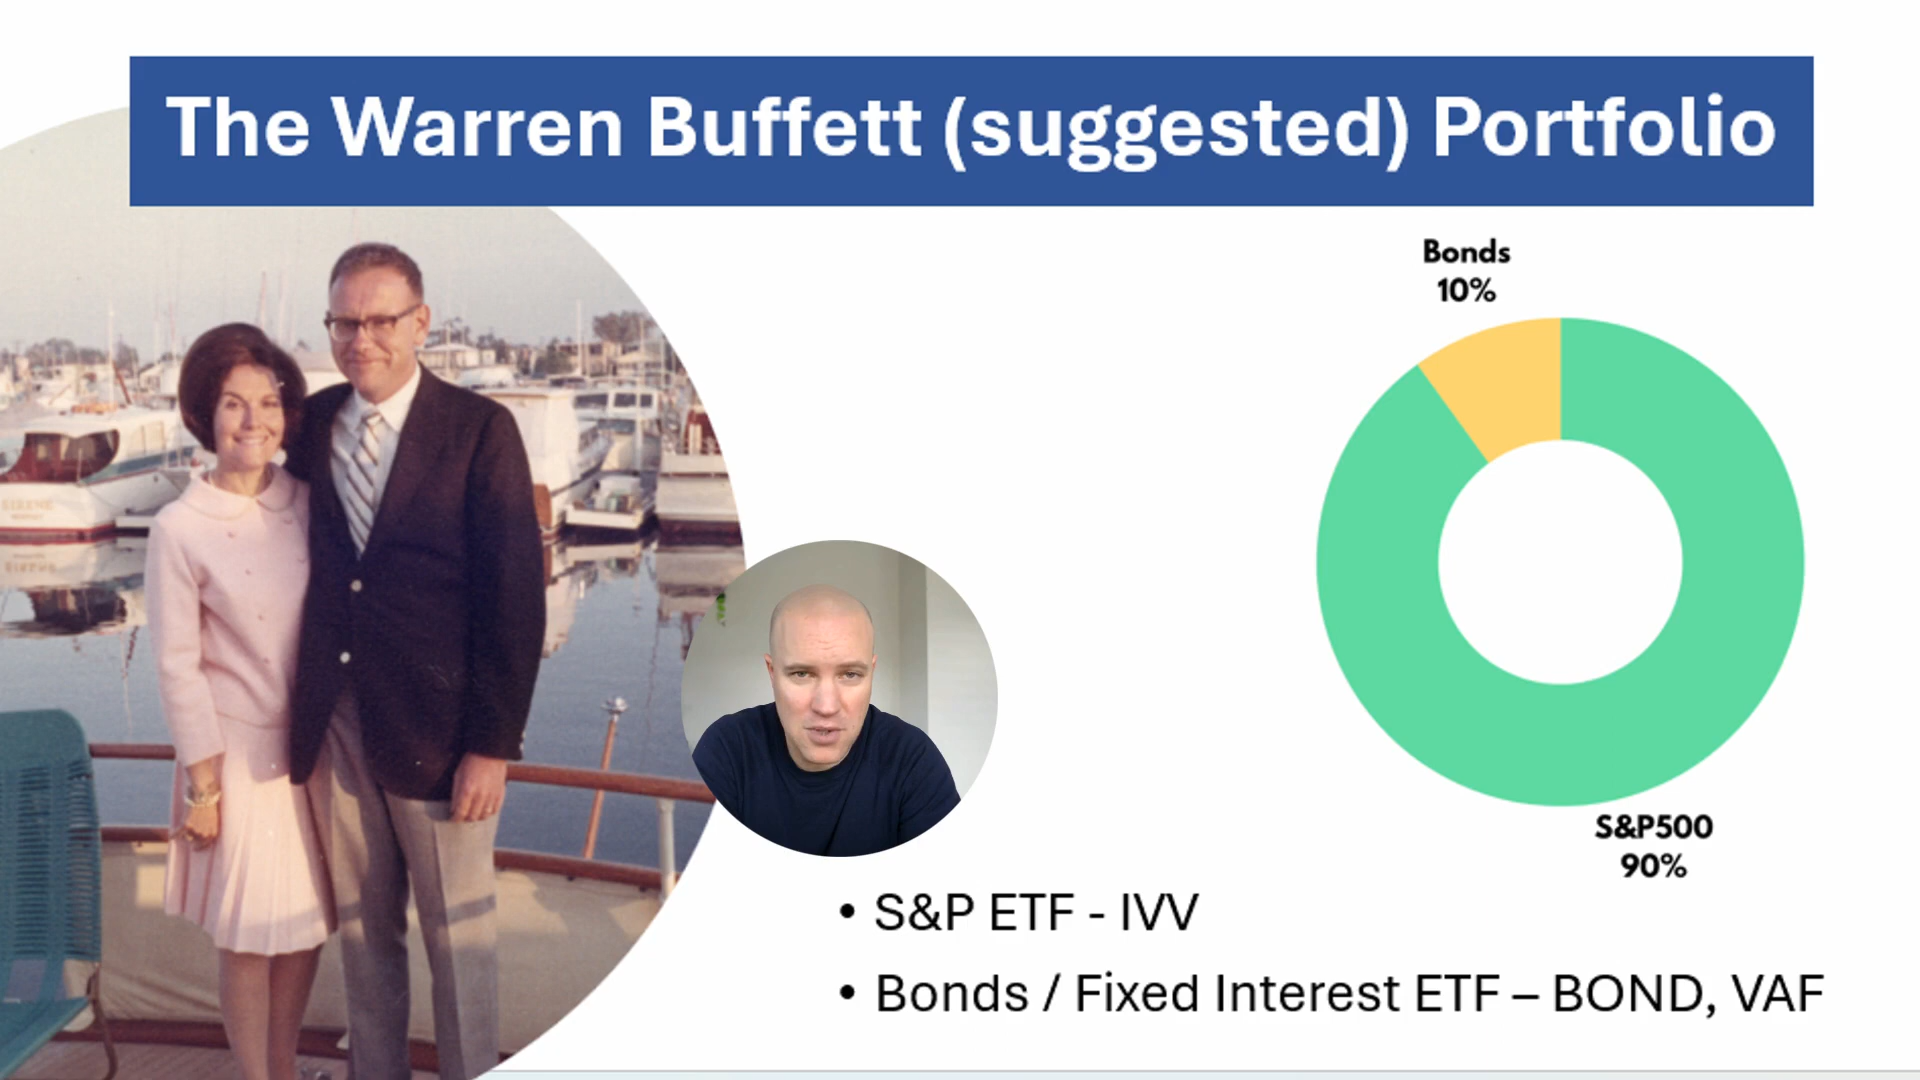 The Warren Buffett (suggested) Portfolio
Bonds
10%
S&P500
90%
• S&P ETF - IVV
• Bonds / Fixed Interest ETF – BOND, VAF